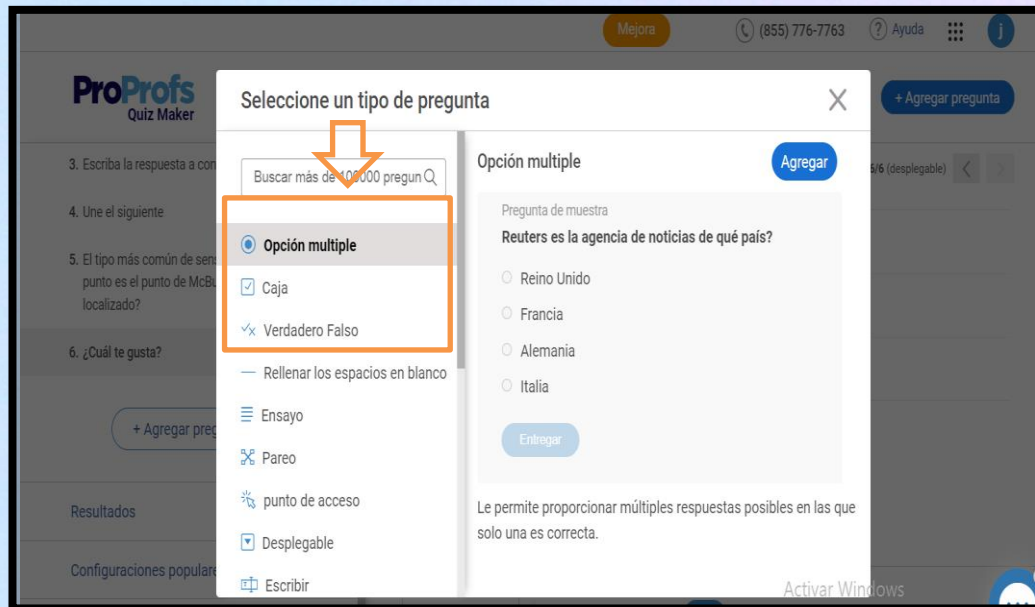 Mejora
(855) 776-7763
? Ayuda
j
ProProfs
Quiz Maker
+ Agregar pregunta
Seleccione un tipo de pregunta
3. Escriba la respuesta a con
4. Une el siguiente
5. El tipo más común de sens
punto es el punto de McBu
localizado?
6. ¿Cuál te gusta?
+ Agregar preg
Resultados
Configuraciones populare
Buscar más de 100000 pregun
Opción multiple
Caja
Verdadero Falso
Rellenar los espacios en blanco
Ensayo
Pareo
punto de acceso
Desplegable
Escribir
Opción multiple
Agregar
Pregunta de muestra
Reuters es la agencia de noticias de qué país?
Reino Unido
Francia
Alemania
Italia
Entregar
Le permite proporcionar múltiples respuestas posibles en las que
solo una es correcta.
6/6 (desplegable)
Activar Windows